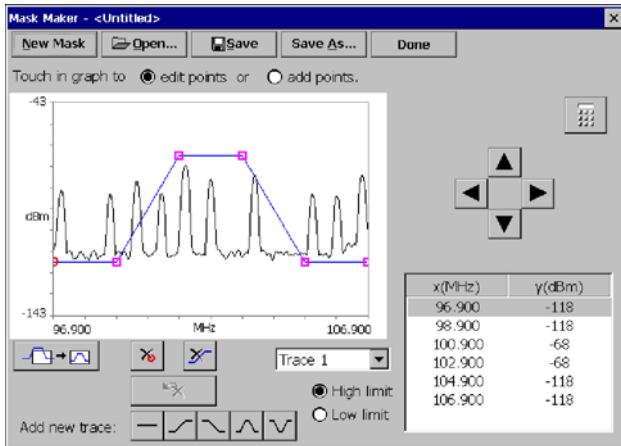 Mask Maker - <Untitled>
New Mask Open... Save Save As... Done
Touch in graph to edit points or add points.
-43
dBm
-143
96.900 MHz 106.900
x(MHz) y(dBm)
96.900 -118
98.900 -118
100.900 -68
102.900 -68
104.900 -118
106.900 -118
Trace 1
High limit
Low limit
Add new trace: